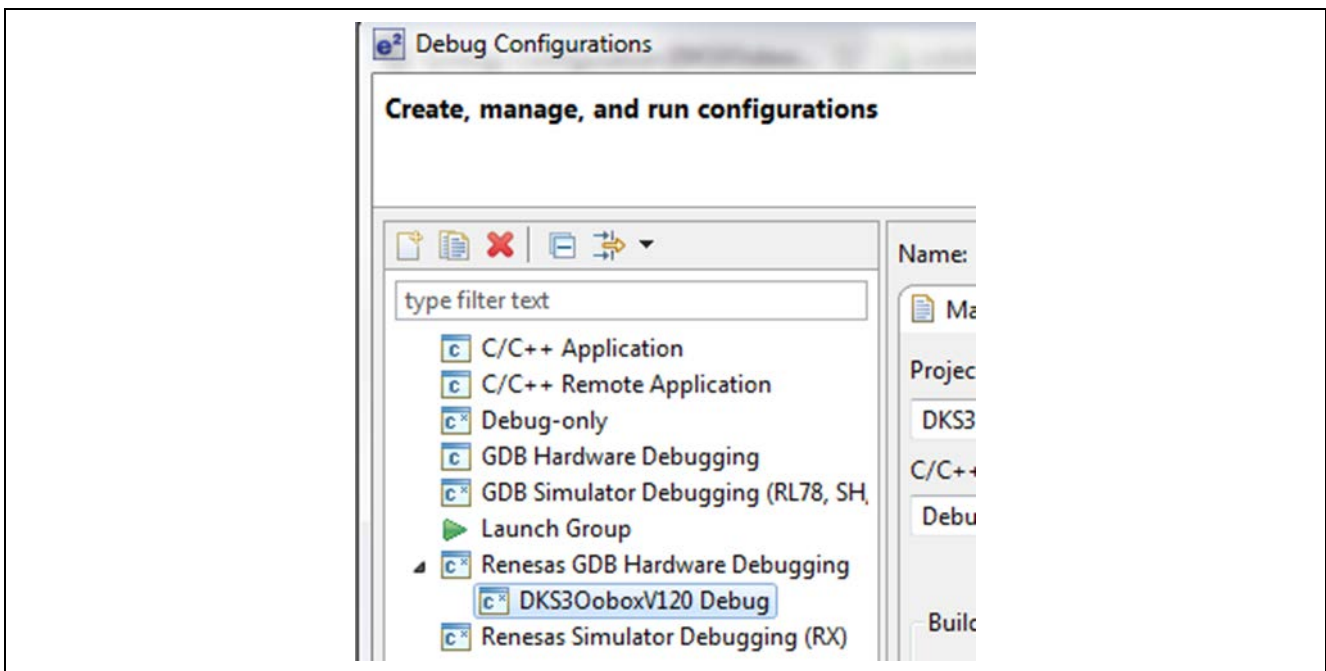 e² Debug Configurations
Create, manage, and run configurations
Name:
type filter text
Ma
C/C++ Application
C/C++ Remote Application
Projec
Debug-only
DKS3
GDB Hardware Debugging
C/C++
GDB Simulator Debugging (RL78, SH,
Debu
Launch Group
Renesas GDB Hardware Debugging
DKS3OoboxV120 Debug
Build
Renesas Simulator Debugging (RX)